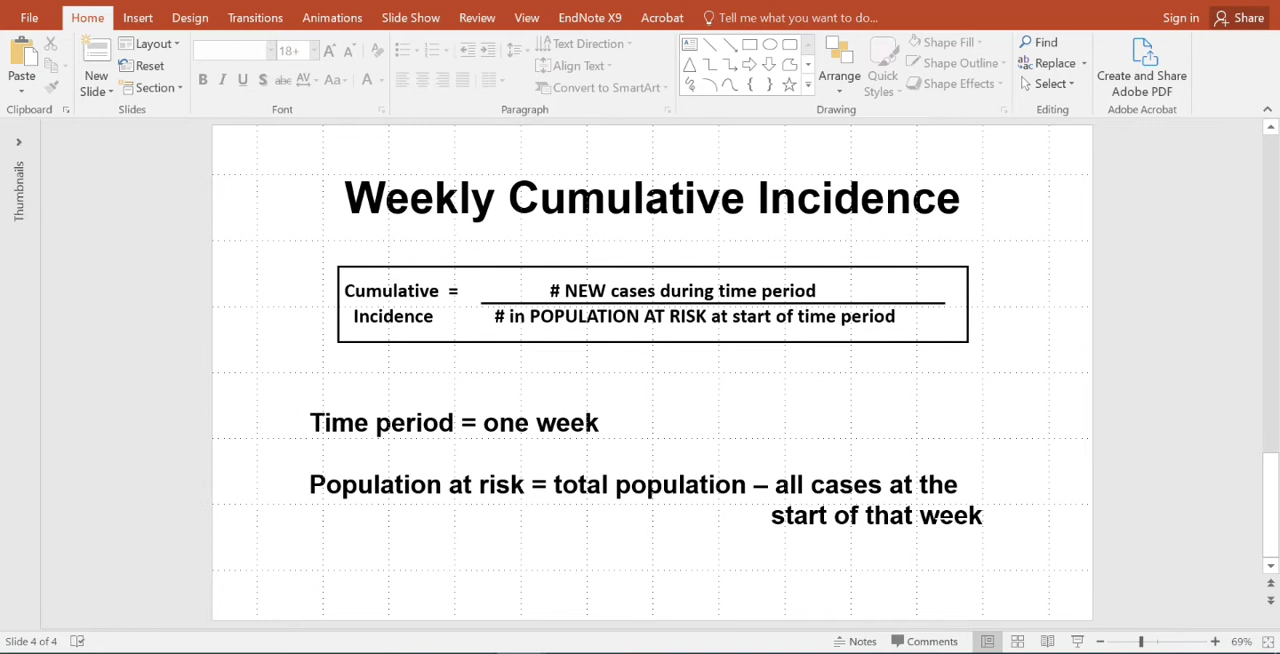 File Home Insert Design Transitions Animations Slide Show Review View EndNote X9 Acrobat Tell me what you want to do... Sign in Share
Paste
Clipboard
New Slide
Layout
Reset
Section
Slides
18+
B I U S abc AV Aa A
Font
Text Direction
Align Text
Convert to SmartArt
Paragraph
Arrange
Quick Styles
Shape Fill
Shape Outline
Shape Effects
Drawing
Find
Replace
Select
Editing
Create and Share
Adobe PDF
Adobe Acrobat
Thumbnails
Weekly Cumulative Incidence
Cumulative = # NEW cases during time period
Incidence # in POPULATION AT RISK at start of time period
Time period = one week
Population at risk = total population – all cases at the
start of that week
Slide 4 of 4 Notes Comments 69%